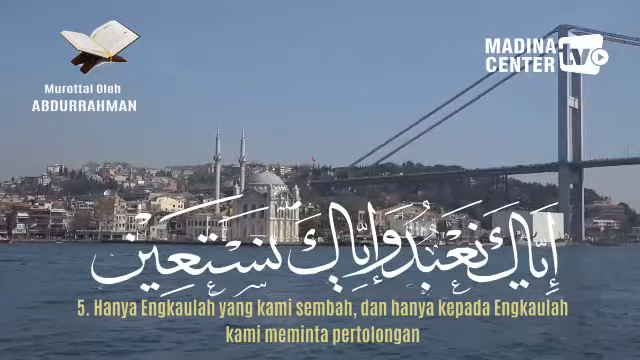 MADINA
CENTER tv
Murottal Oleh
ABDURRAHMAN
إِيَّاكَ نَعْبُدُ وَإِيَّاكَ نَسْتَعِيْنُ
5. Hanya Engkaulah yang kami sembah, dan hanya kepada Engkaulah
kami meminta pertolongan